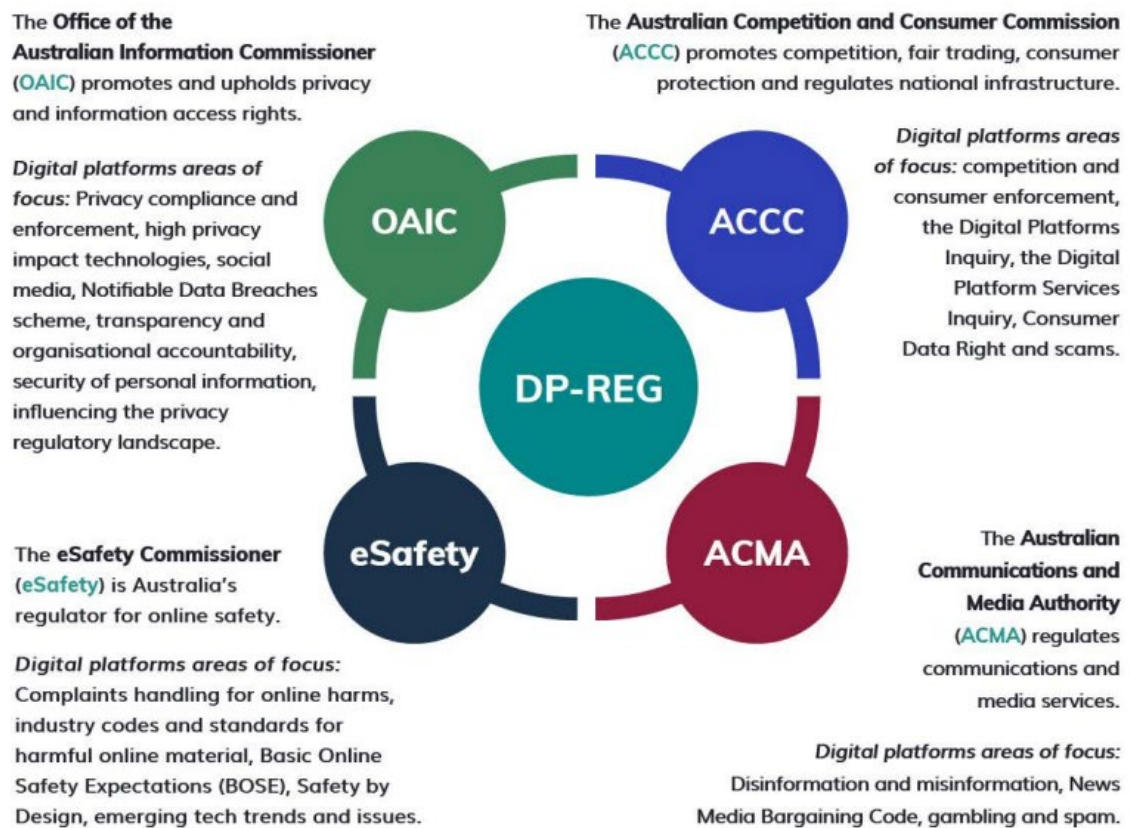 The Office of the
Australian Information Commissioner
(OAIC) promotes and upholds privacy
and information access rights.
Digital platforms areas of
focus: Privacy compliance and
enforcement, high privacy
impact technologies, social
media, Notifiable Data Breaches
scheme, transparency and
organisational accountability,
security of personal information,
influencing the privacy
regulatory landscape.
The Australian Competition and Consumer Commission
(ACCC) promotes competition, fair trading, consumer
protection and regulates national infrastructure.
Digital platforms areas
of focus: competition and
consumer enforcement,
the Digital Platforms
Inquiry, the Digital
Platform Services
Inquiry, Consumer
Data Right and scams.
OAIC
ACCC
DP-REG
eSafety
ACMA
The eSafety Commissioner
(eSafety) is Australia's
regulator for online safety.
Digital platforms areas of focus:
Complaints handling for online harms,
industry codes and standards for
harmful online material, Basic Online
Safety Expectations (BOSE), Safety by
Design, emerging tech trends and issues.
The Australian
Communications and
Media Authority
(ACMA) regulates
communications and
media services.
Digital platforms areas of focus:
Disinformation and misinformation, News
Media Bargaining Code, gambling and spam.